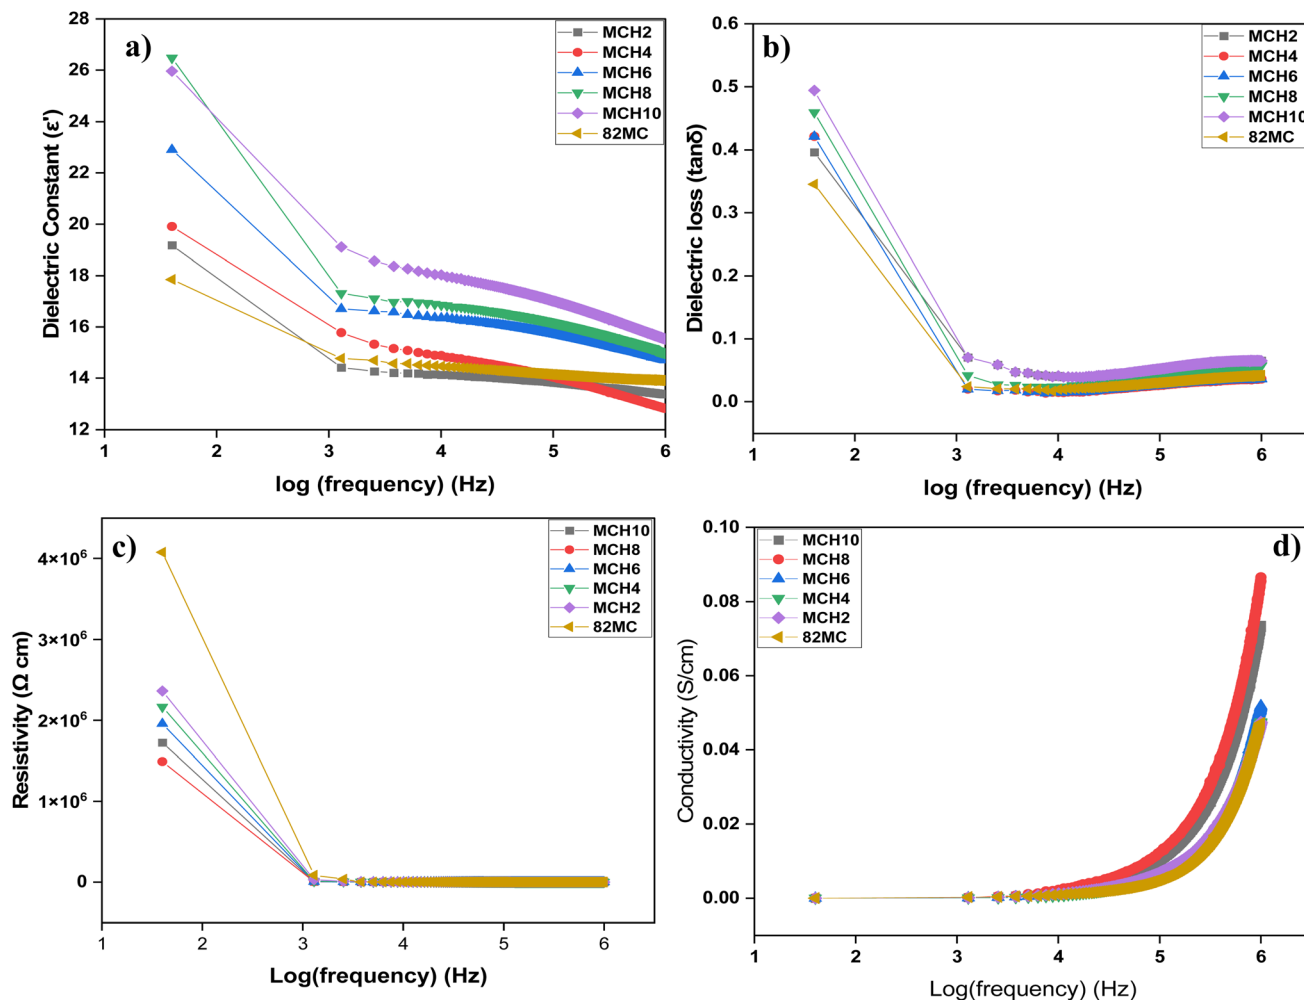 a)
Dielectric Constant (ε')
28
26
24
22
20
18
16
14
12
1 2 3 4 5 6
log (frequency) (Hz)
MCH2
MCH4
MCH6
MCH8
MCH10
82MC
b)
Dielectric loss (tanδ)
0.6
0.5
0.4
0.3
0.2
0.1
0.0
1 2 3 4 5 6
log (frequency) (Hz)
MCH2
MCH4
MCH6
MCH8
MCH10
82MC
c)
Resistivity (Ω cm)
4×10⁶
3×10⁶
2×10⁶
1×10⁶
0
1 2 3 4 5 6
Log(frequency) (Hz)
MCH10
MCH8
MCH6
MCH4
MCH2
82MC
d)
Conductivity (S/cm)
0.10
0.08
0.06
0.04
0.02
0.00
1 2 3 4 5 6
Log(frequency) (Hz)
MCH10
MCH8
MCH6
MCH4
MCH2
82MC